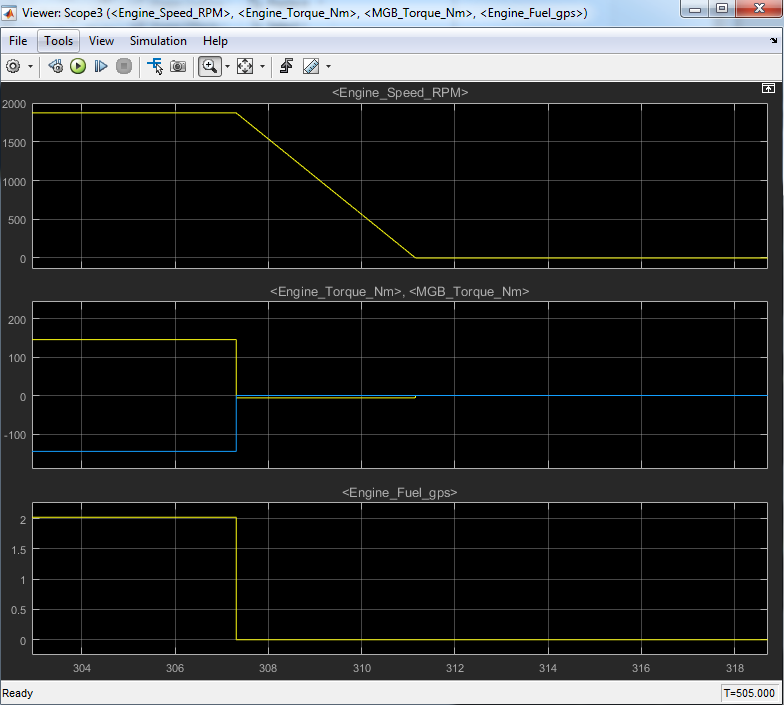 Viewer: Scope3 (<Engine_Speed_RPM>, <Engine_Torque_Nm>, <MGB_Torque_Nm>, <Engine_Fuel_gps>)
File Tools View Simulation Help
<Engine_Speed_RPM>
2000
1500
1000
500
0
<Engine_Torque_Nm>, <MGB_Torque_Nm>
200
100
0
-100
<Engine_Fuel_gps>
2
1.5
1
0.5
0
304 306 308 310 312 314 316 318
Ready T=505.000